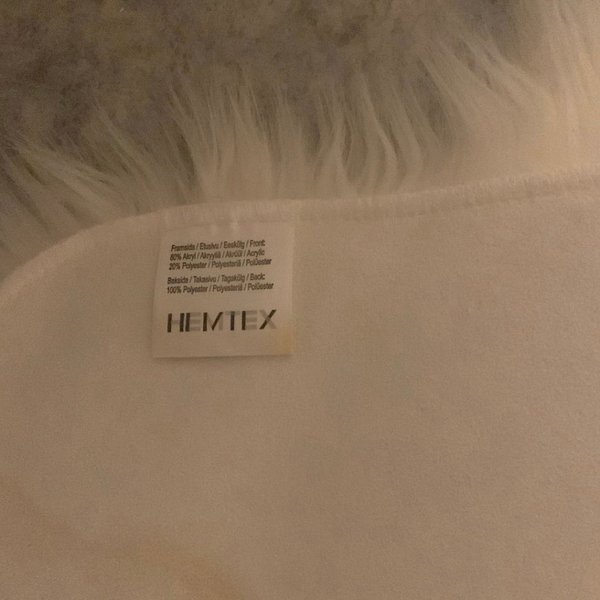 Framsida / Etusivu / Esikülg / Front:
80% Akryl / Akryyliä / Akrüül / Acrylic
20% Polyester / Polyesteriä / Polüester
Baksida / Takasivu / Tagakülg / Back:
100% Polyester / Polyesteriä / Polüester
HEMTEX